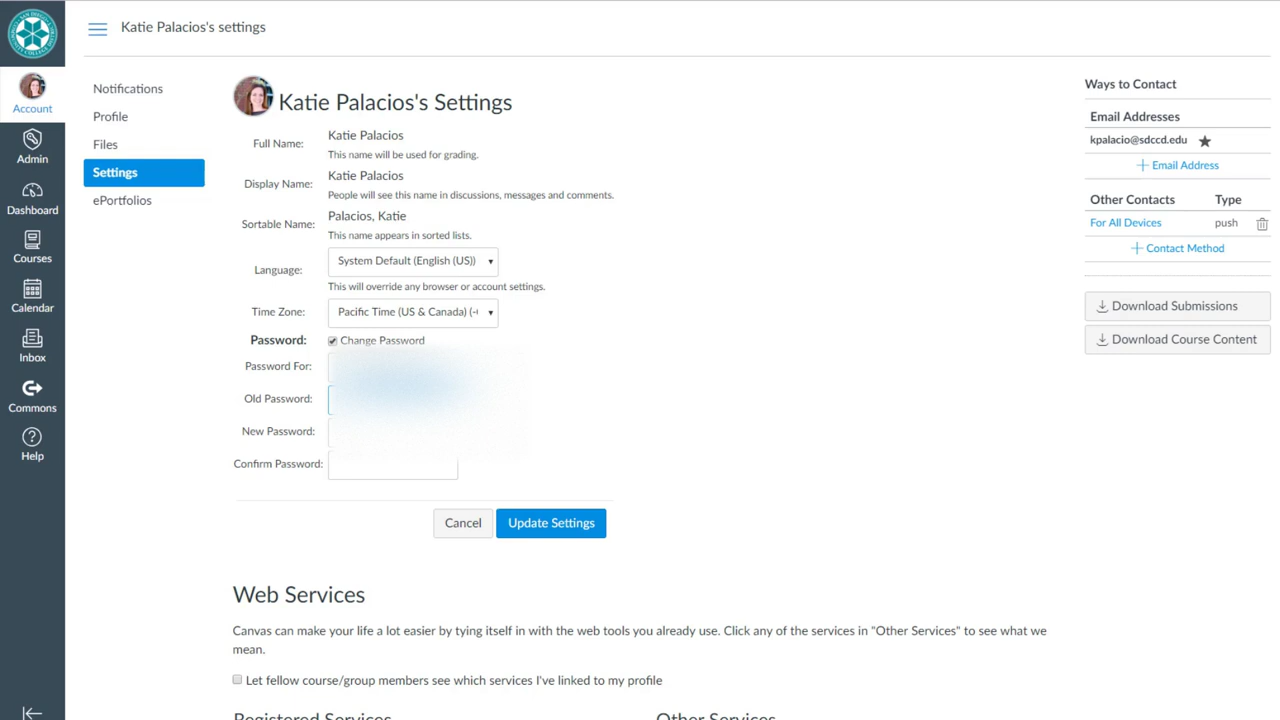 Katie Palacios's settings
Account
Admin
Dashboard
Courses
Calendar
Inbox
Commons
Help
Notifications
Profile
Files
Settings
ePortfolios
Katie Palacios's Settings
Full Name:
Katie Palacios
This name will be used for grading.
Display Name:
Katie Palacios
People will see this name in discussions, messages and comments.
Sortable Name:
Palacios, Katie
This name appears in sorted lists.
Language:
System Default (English (US))
This will override any browser or account settings.
Time Zone:
Pacific Time (US & Canada) (-
Password:
Change Password
Password For:
Old Password:
New Password:
Confirm Password:
Cancel
Update Settings
Web Services
Canvas can make your life a lot easier by tying itself in with the web tools you already use. Click any of the services in "Other Services" to see what we
mean.
Let fellow course/group members see which services I've linked to my profile
Registered Services
Other Services
Ways to Contact
Email Addresses
kpalacio@sdccd.edu
Email Address
Other Contacts Type
For All Devices push
Contact Method
Download Submissions
Download Course Content